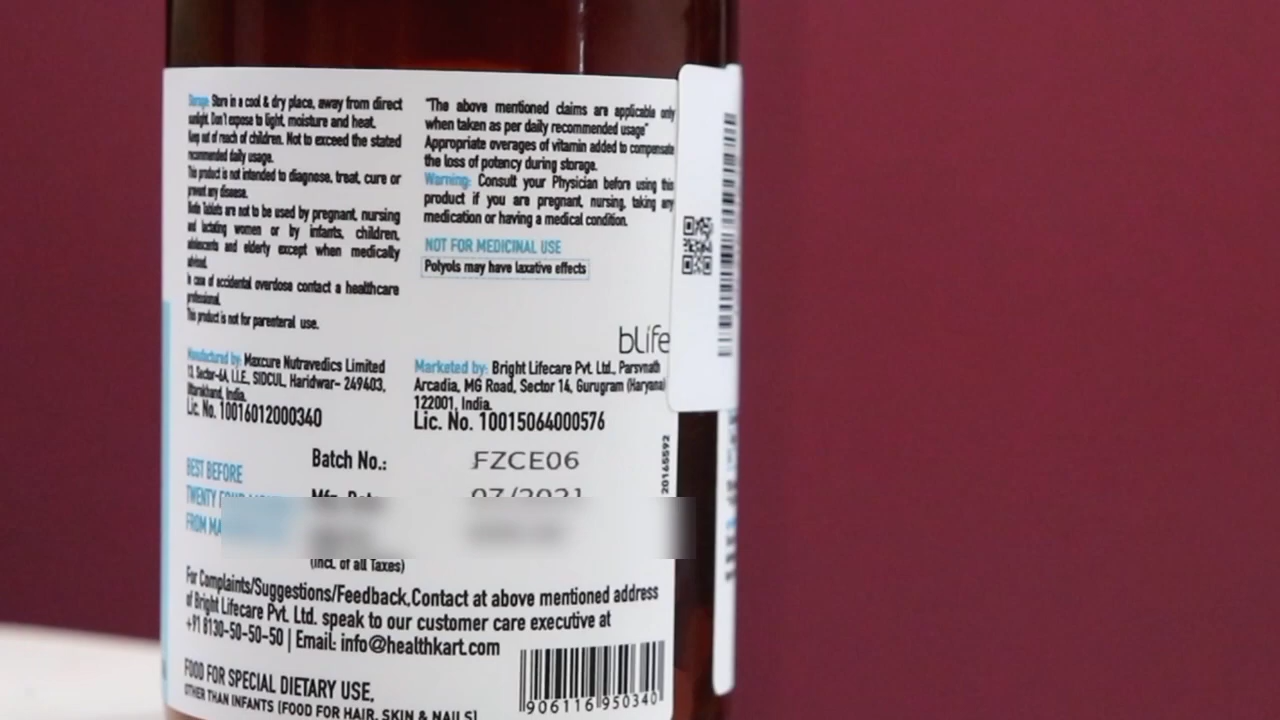 Storage: Store in a cool & dry place, away from direct
sunlight. Don't expose to light, moisture and heat.
Keep out of reach of children. Not to exceed the stated
recommended daily usage.
This product is not intended to diagnose, treat, cure or
prevent any disease.
Biotin Tablets are not to be used by pregnant, nursing
and lactating women or by infants, children,
adolescents and elderly except when medically
advised.
In case of accidental overdose contact a healthcare
professional.
This product is not for parenteral use.
"The above mentioned claims are applicable only
when taken as per daily recommended usage"
Appropriate overages of vitamin added to compensate
the loss of potency during storage.
Warning: Consult your Physician before using this
product if you are pregnant, nursing, taking any
medication or having a medical condition.
NOT FOR MEDICINAL USE
Polyols may have laxative effects
blife
Manufactured by: Maxcure Nutravedics Limited
13, Sector-6A, I.I.E., SIDCUL, Haridwar- 249403,
Uttarakhand, India.
Lic. No. 10016012000340
Marketed by: Bright Lifecare Pvt. Ltd., Parsvnath
Arcadia, MG Road, Sector 14, Gurugram (Haryana)
122001, India.
Lic. No. 10015064000576
20165592
Batch No.: FZCE06
BEST BEFORE
Mfg. Date 07/2021
TWENTY
FROM
(incl. of all Taxes)
For Complaints/Suggestions/Feedback,Contact at above mentioned address
of Bright Lifecare Pvt. Ltd. speak to our customer care executive at
+91 8130-50-50-50 | Email: info@healthkart.com
FOOD FOR SPECIAL DIETARY USE,
OTHER THAN INFANTS (FOOD FOR HAIR, SKIN & NAILS)
906116 950340